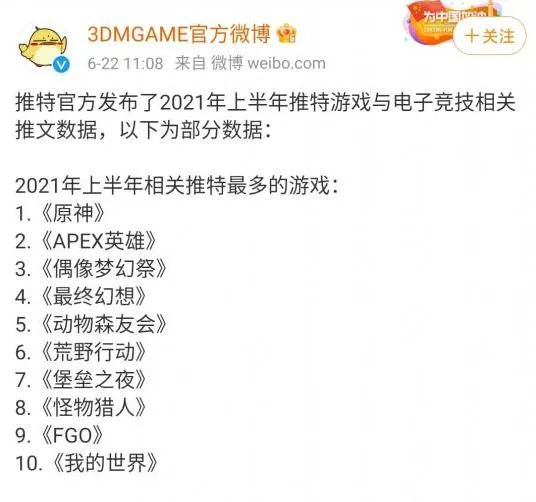 3DMGAME官方微博
6-22 11:08 来自 微博 weibo.com
为中国加油
+关注
推特官方发布了2021年上半年推特游戏与电子竞技相关
推文数据，以下为部分数据：
2021年上半年相关推特最多的游戏：
1.《原神》
2.《APEX英雄》
3.《偶像梦幻祭》
4.《最终幻想》
5.《动物森友会》
6.《荒野行动》
7.《堡垒之夜》
8.《怪物猎人》
9.《FGO》
10.《我的世界》